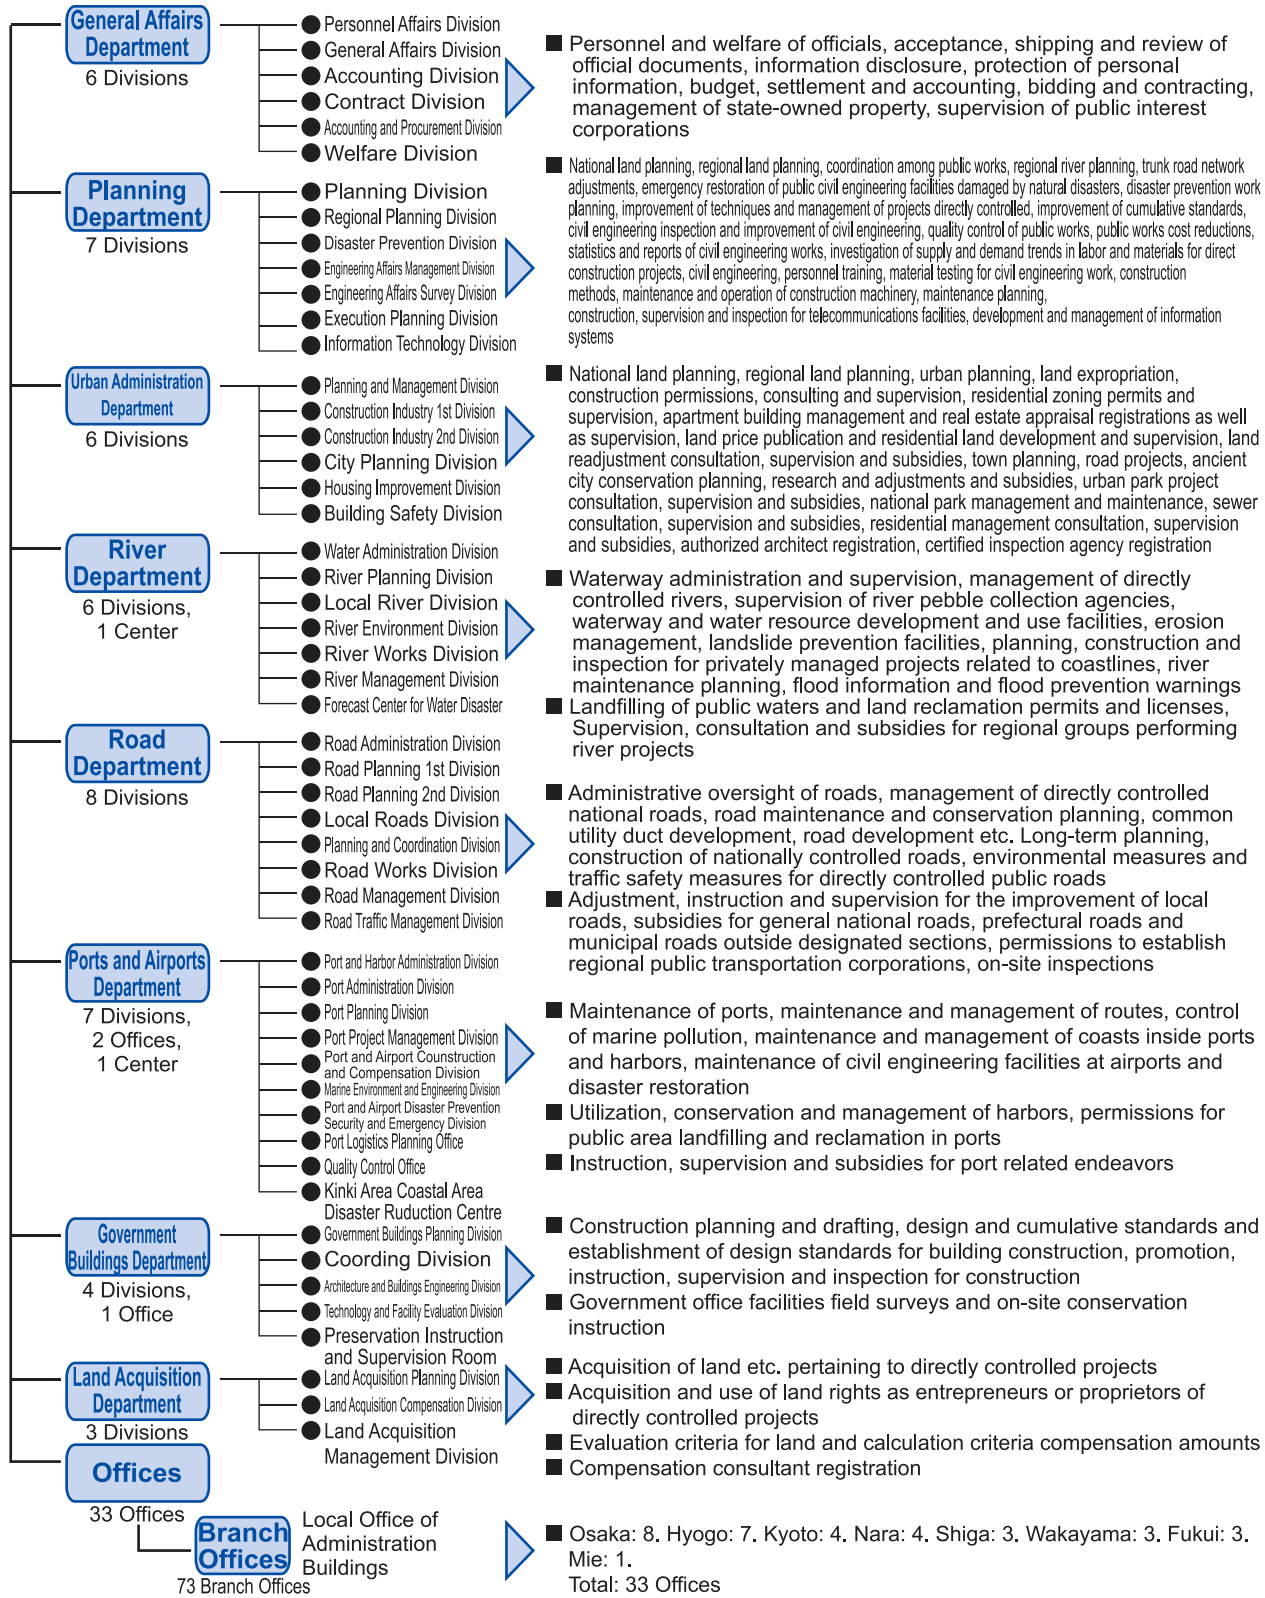 General Affairs
Department
6 Divisions
Personnel Affairs Division
General Affairs Division
Accounting Division
Contract Division
Accounting and Procurement Division
Welfare Division
■ Personnel and welfare of officials, acceptance, shipping and review of
official documents, information disclosure, protection of personal
information, budget, settlement and accounting, bidding and contracting,
management of state-owned property, supervision of public interest
corporations
Planning
Department
7 Divisions
Planning Division
Regional Planning Division
Disaster Prevention Division
Engineering Affairs Management Division
Engineering Affairs Survey Division
Execution Planning Division
Information Technology Division
■ National land planning, regional land planning, coordination among public works, regional river planning, trunk road network
adjustments, emergency restoration of public civil engineering facilities damaged by natural disasters, disaster prevention work
planning, improvement of techniques and management of projects directly controlled, improvement of cumulative standards,
civil engineering inspection and improvement of civil engineering, quality control of public works, public works cost reductions,
statistics and reports of civil engineering works, investigation of supply and demand trends in labor and materials for direct
construction projects, civil engineering, personnel training, material testing for civil engineering work, construction
methods, maintenance and operation of construction machinery, maintenance planning,
construction, supervision and inspection for telecommunications facilities, development and management of information
systems
Urban Administration
Department
6 Divisions
Planning and Management Division
Construction Industry 1st Division
Construction Industry 2nd Division
City Planning Division
Housing Improvement Division
Building Safety Division
■ National land planning, regional land planning, urban planning, land expropriation,
construction permissions, consulting and supervision, residential zoning permits and
supervision, apartment building management and real estate appraisal registrations as well
as supervision, land price publication and residential land development and supervision, land
readjustment consultation, supervision and subsidies, town planning, road projects, ancient
city conservation planning, research and adjustments and subsidies, urban park project
consultation, supervision and subsidies, national park management and maintenance, sewer
consultation, supervision and subsidies, residential management consultation, supervision
and subsidies, authorized architect registration, certified inspection agency registration
River
Department
6 Divisions,
1 Center
Water Administration Division
River Planning Division
Local River Division
River Environment Division
River Works Division
River Management Division
Forecast Center for Water Disaster
■ Waterway administration and supervision, management of directly
controlled rivers, supervision of river pebble collection agencies,
waterway and water resource development and use facilities, erosion
management, landslide prevention facilities, planning, construction and
inspection for privately managed projects related to coastlines, river
maintenance planning, flood information and flood prevention warnings
■ Landfilling of public waters and land reclamation permits and licenses,
Supervision, consultation and subsidies for regional groups performing
river projects
Road
Department
8 Divisions
Road Administration Division
Road Planning 1st Division
Road Planning 2nd Division
Local Roads Division
Planning and Coordination Division
Road Works Division
Road Management Division
Road Traffic Management Division
■ Administrative oversight of roads, management of directly controlled
national roads, road maintenance and conservation planning, common
utility duct development, road development etc. Long-term planning,
construction of nationally controlled roads, environmental measures and
traffic safety measures for directly controlled public roads
■ Adjustment, instruction and supervision for the improvement of local
roads, subsidies for general national roads, prefectural roads and
municipal roads outside designated sections, permissions to establish
regional public transportation corporations, on-site inspections
Ports and Airports
Department
7 Divisions,
2 Offices,
1 Center
Port and Harbor Administration Division
Port Administration Division
Port Planning Division
Port Project Management Division
Port and Airport Counstruction
and Compensation Division
Marine Environment and Engineering Division
Port and Airport Disaster Prevention
Security and Emergency Division
Port Logistics Planning Office
Quality Control Office
Kinki Area Coastal Area
Disaster Ruduction Centre
■ Maintenance of ports, maintenance and management of routes, control
of marine pollution, maintenance and management of coasts inside ports
and harbors, maintenance of civil engineering facilities at airports and
disaster restoration
■ Utilization, conservation and management of harbors, permissions for
public area landfilling and reclamation in ports
■ Instruction, supervision and subsidies for port related endeavors
Government
Buildings Department
4 Divisions,
1 Office
Government Buildings Planning Division
Coording Division
Architecture and Buildings Engineering Division
Technology and Facility Evaluation Division
Preservation Instruction
and Supervision Room
■ Construction planning and drafting, design and cumulative standards and
establishment of design standards for building construction, promotion,
instruction, supervision and inspection for construction
■ Government office facilities field surveys and on-site conservation
instruction
Land Acquisition
Department
3 Divisions
Land Acquisition Planning Division
Land Acquisition Compensation Division
Land Acquisition
Management Division
■ Acquisition of land etc. pertaining to directly controlled projects
■ Acquisition and use of land rights as entrepreneurs or proprietors of
directly controlled projects
■ Evaluation criteria for land and calculation criteria compensation amounts
■ Compensation consultant registration
Offices
33 Offices
Branch
Offices
73 Branch Offices
Local Office of
Administration
Buildings
■ Osaka: 8. Hyogo: 7. Kyoto: 4. Nara: 4. Shiga: 3. Wakayama: 3. Fukui: 3.
Mie: 1.
Total: 33 Offices